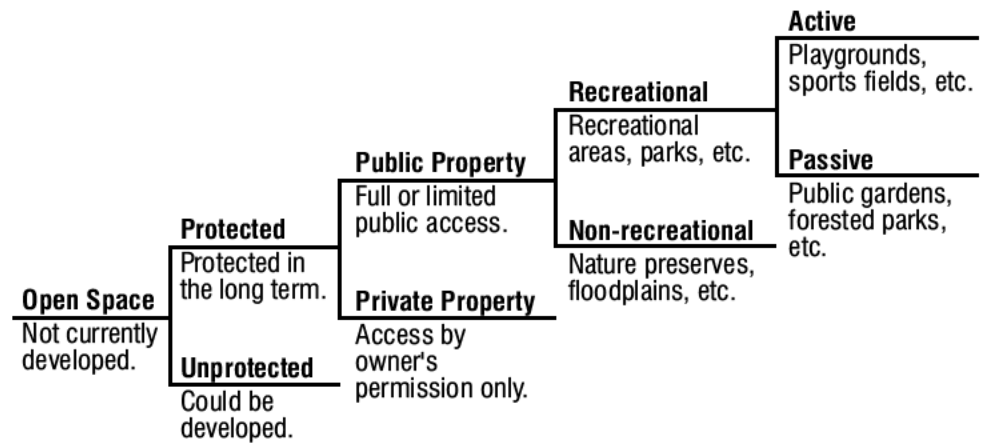 Active
Playgrounds,
sports fields, etc.
Recreational
Recreational
areas, parks, etc.
Passive
Public gardens,
forested parks,
etc.
Public Property
Full or limited
public access.
Non-recreational
Nature preserves,
floodplains, etc.
Protected
Protected in
the long term.
Private Property
Access by
owner's
permission only.
Open Space
Not currently
developed.
Unprotected
Could be
developed.